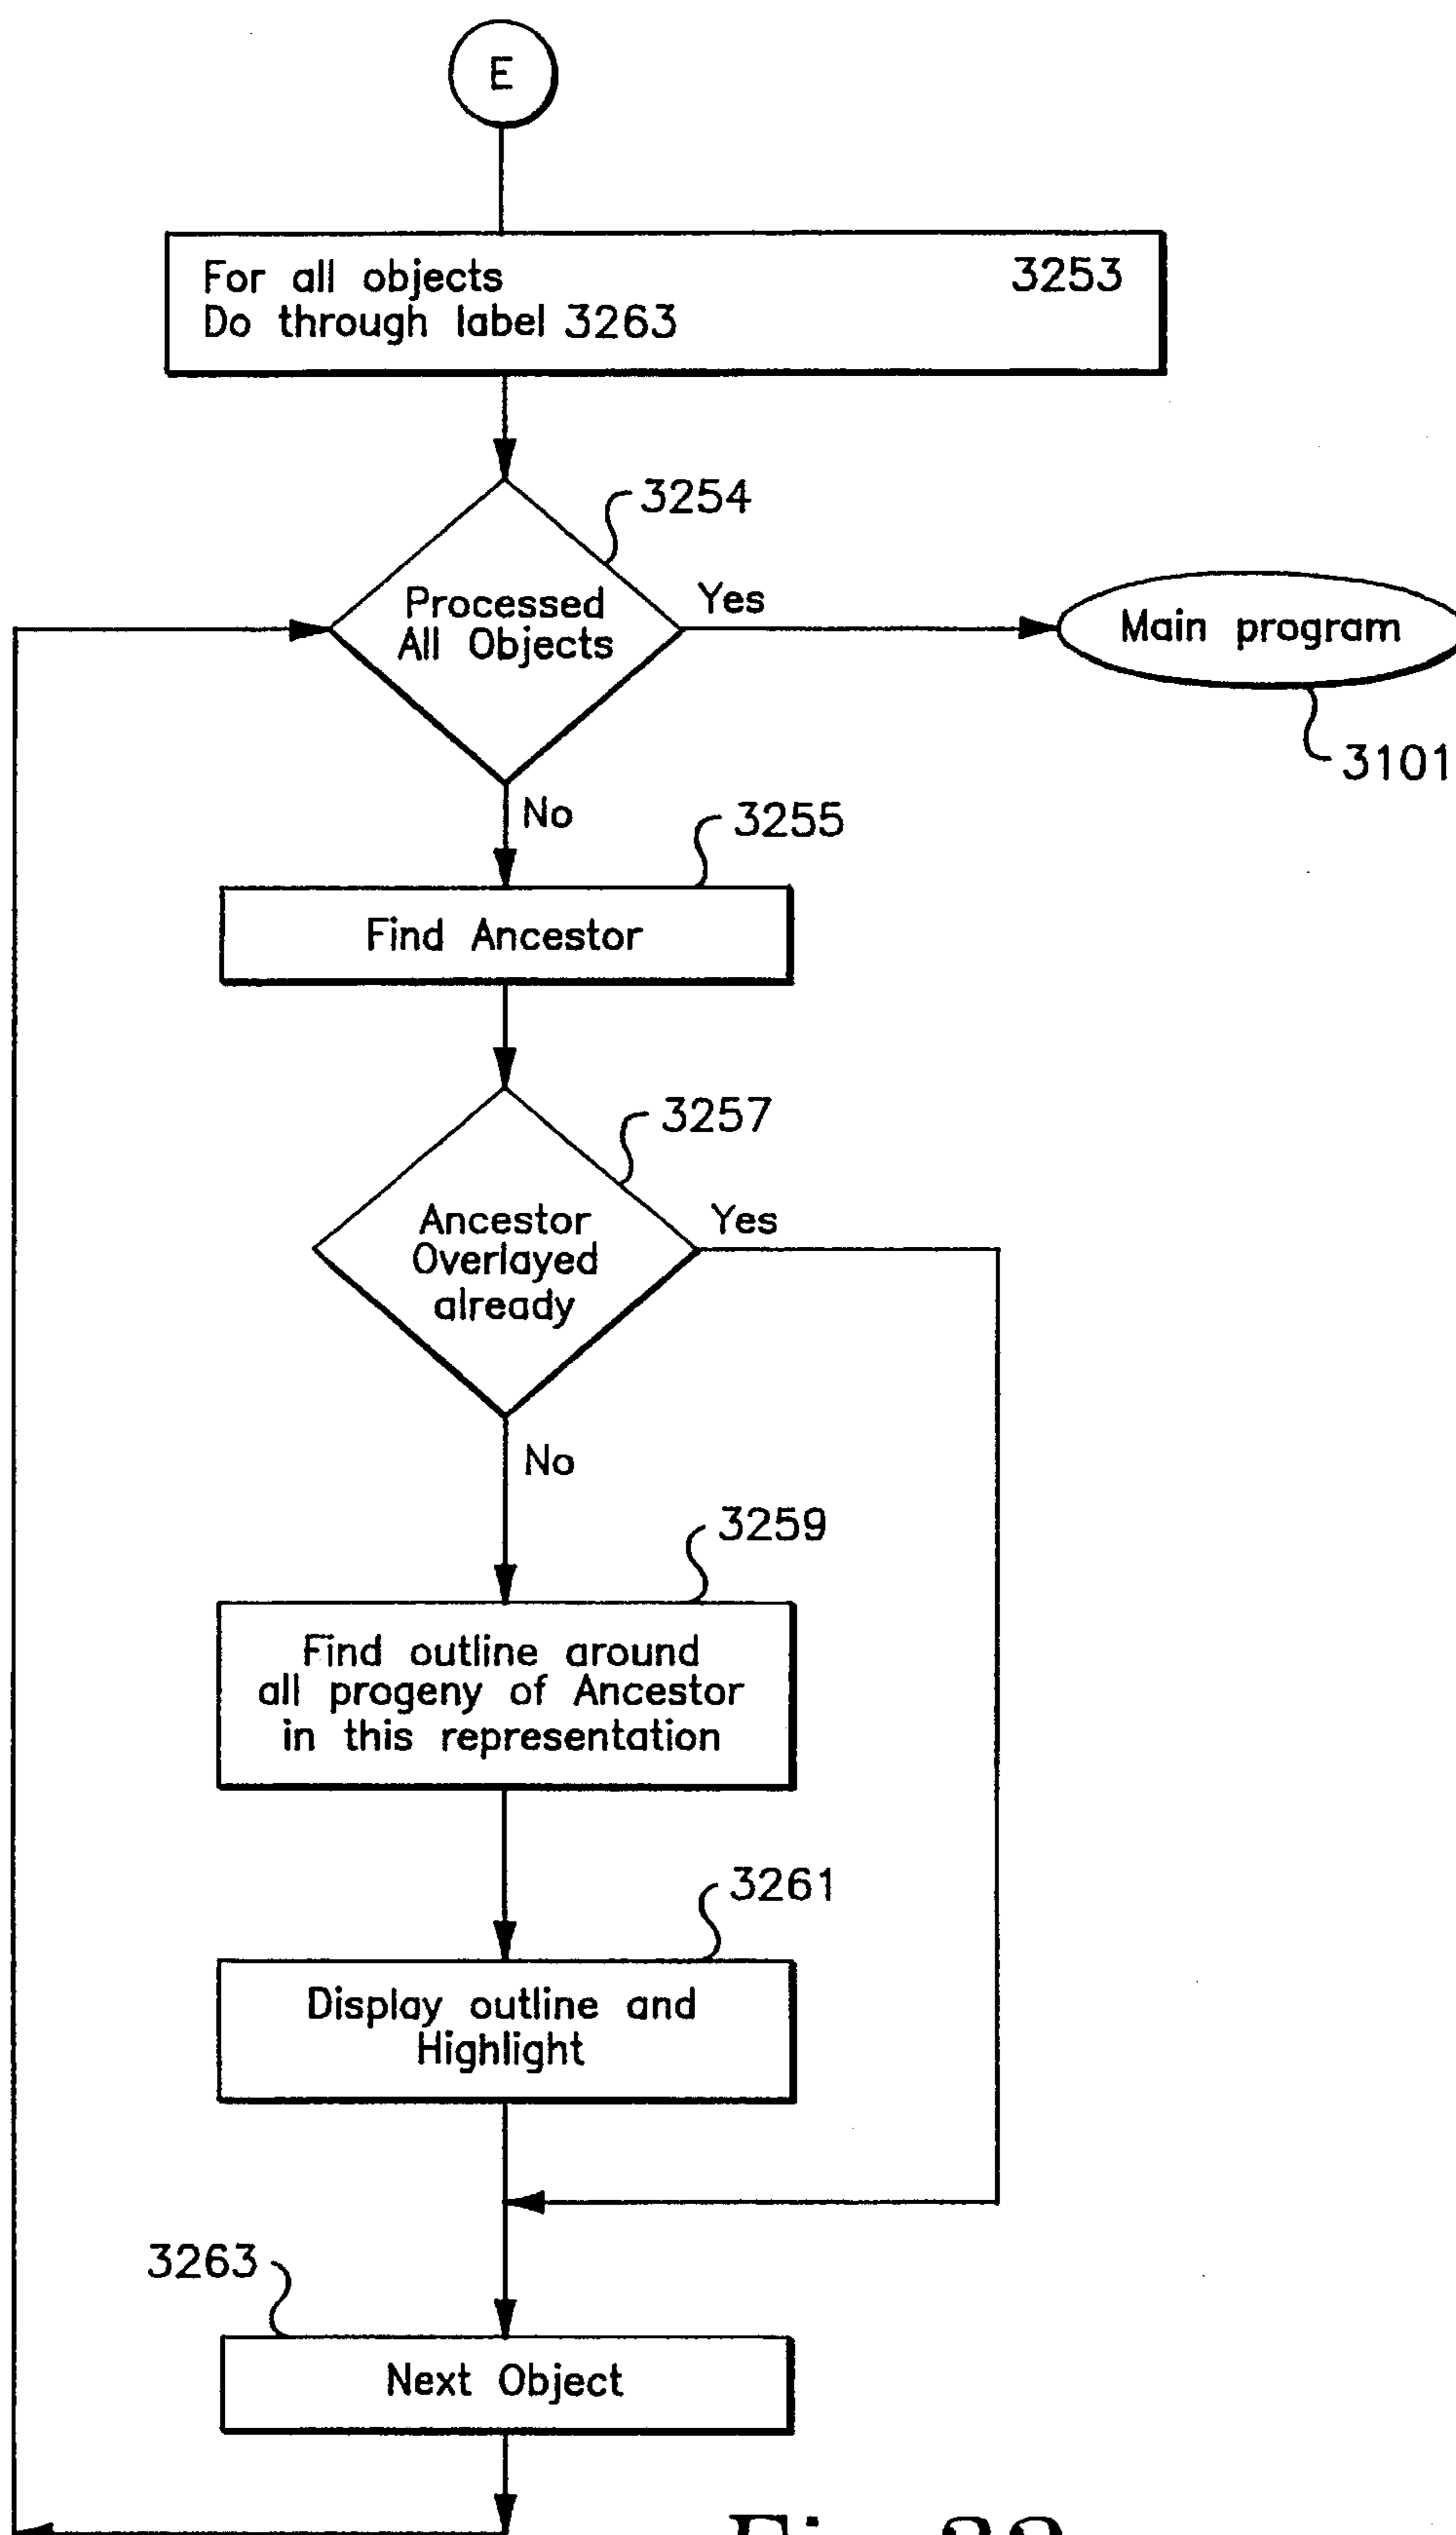 E
For all objects 3253
Do through label 3263
3254
Processed
All Objects
Yes
Main program
3101
No
3255
Find Ancestor
3257
Ancestor
Overlayed
already
Yes
No
3259
Find outline around
all progeny of Ancestor
in this representation
3261
Display outline and
Highlight
3263
Next Object